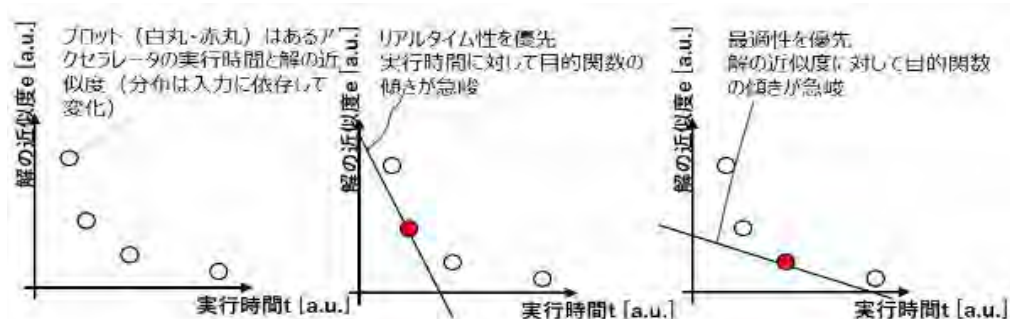 プロット（白丸・赤丸）はあるア
クセラレータの実行時間と解の近
似度（分布は入力に依存して
変化）
解の近似度e [a.u.]
実行時間t [a.u.]
リアルタイム性を優先
実行時間に対して目的関数の
傾きが急峻
解の近似度e [a.u.]
実行時間t [a.u.]
最適性を優先
解の近似度に対して目的関数
の傾きが急峻
解の近似度e [a.u.]
実行時間t [a.u.]